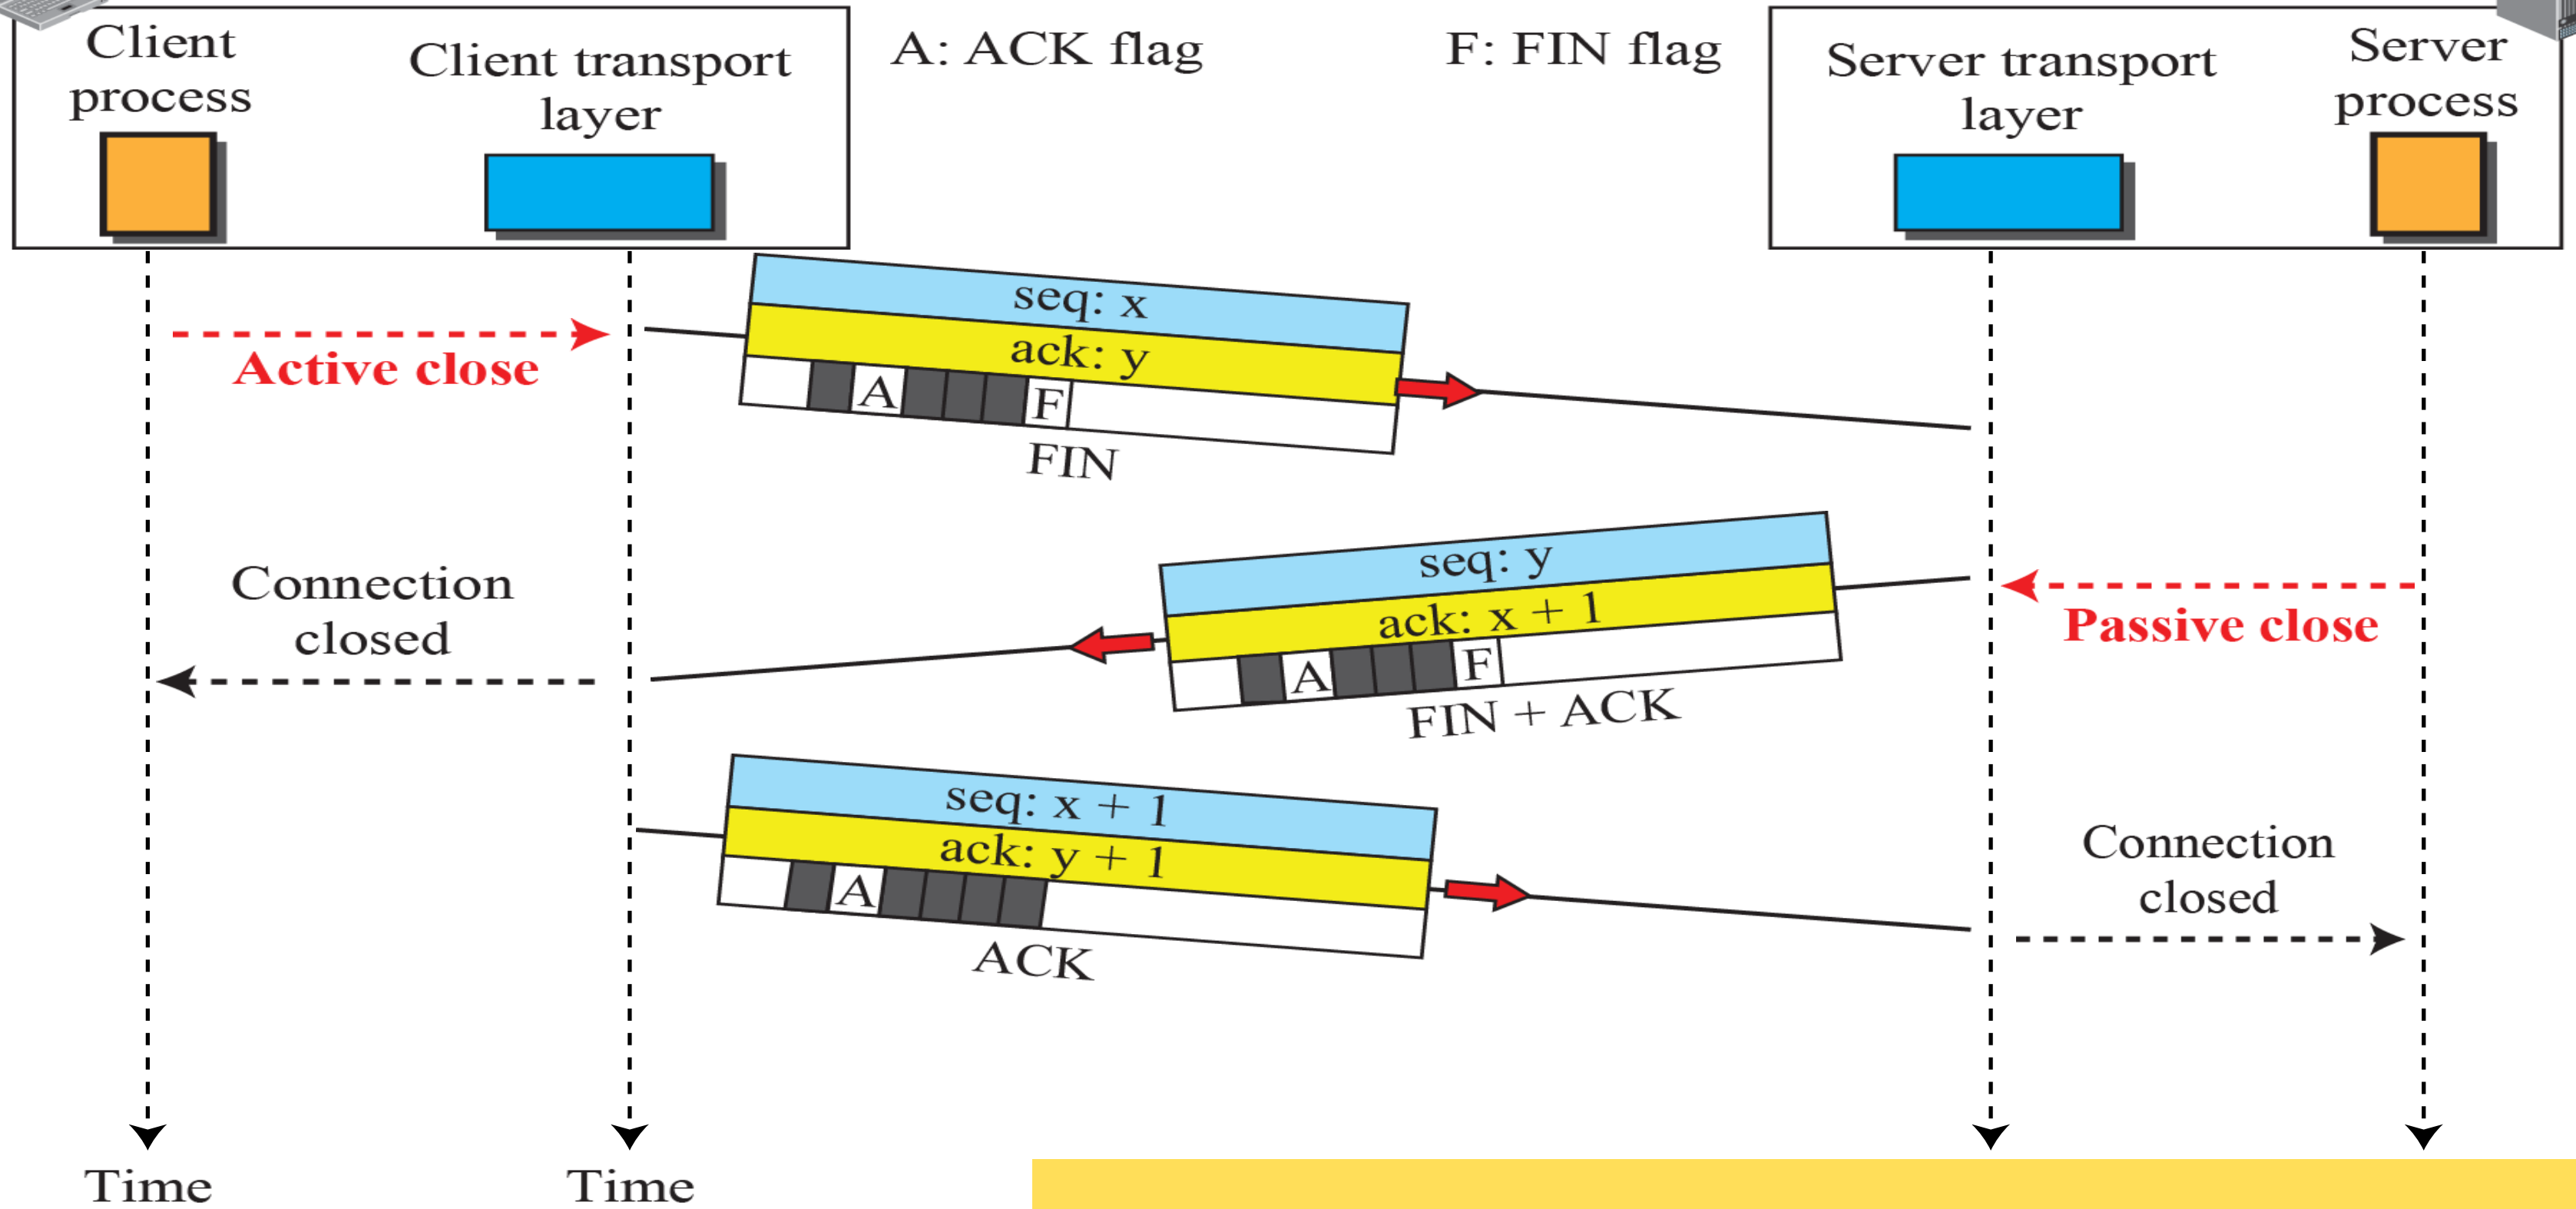 Client
process
Client transport
layer
A: ACK flag
F: FIN flag
Server transport
layer
Server
process
seq: x
ack: y
A
F
FIN
Active close
seq: y
ack: x + 1
A
F
FIN + ACK
Passive close
Connection
closed
seq: x + 1
ack: y + 1
A
ACK
Connection
closed
Time
Time